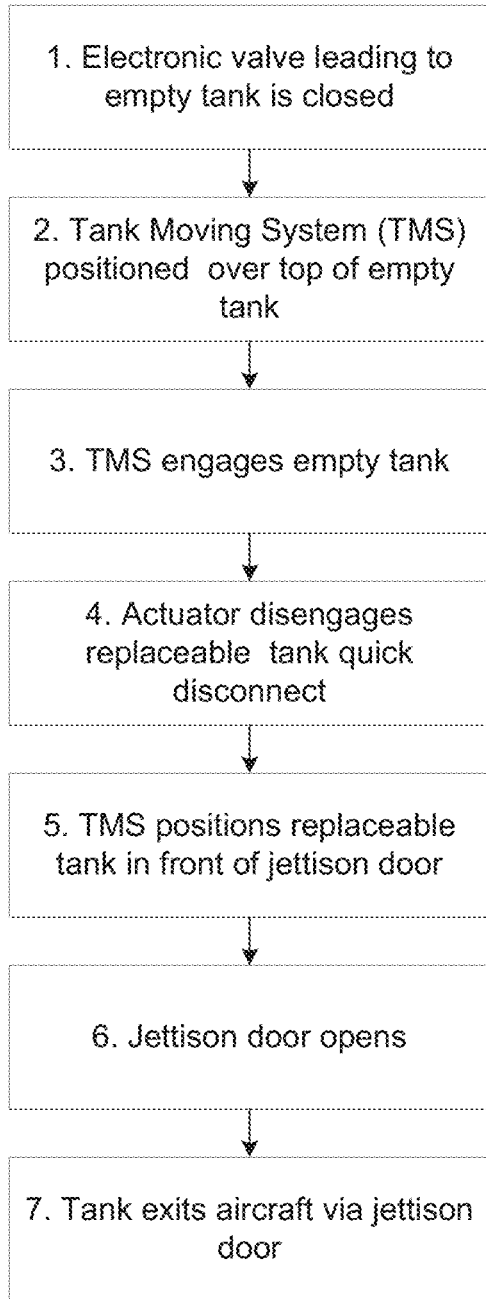 1. Electronic valve leading to
empty tank is closed
2. Tank Moving System (TMS)
positioned over top of empty
tank
3. TMS engages empty tank
4. Actuator disengages
replaceable tank quick
disconnect
5. TMS positions replaceable
tank in front of jettison door
6. Jettison door opens
7. Tank exits aircraft via jettison
door